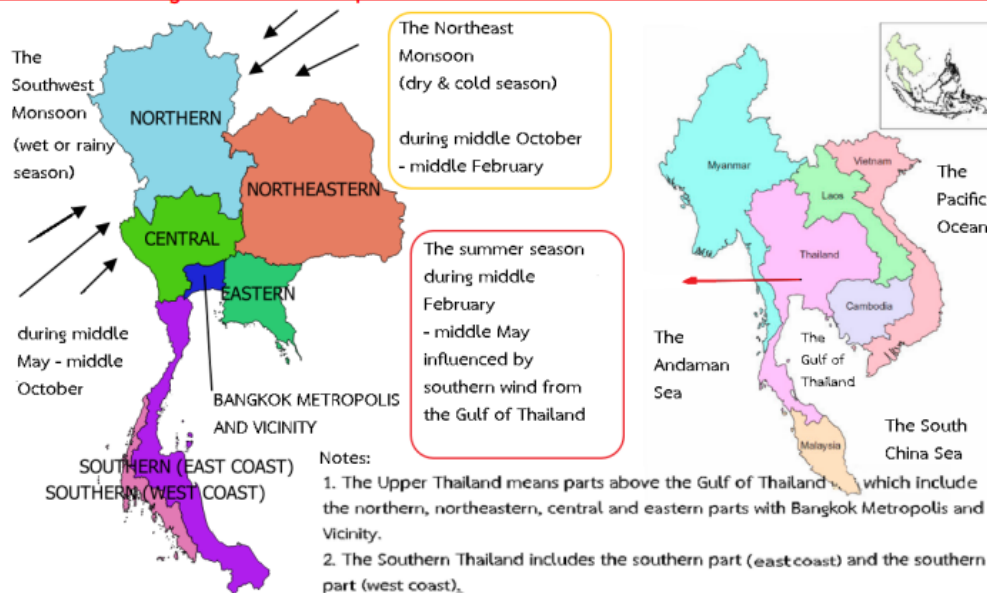 The
Southwest
Monsoon
(wet or rainy
season)
during middle
May - middle
October
NORTHERN
NORTHEASTERN
CENTRAL
EASTERN
BANGKOK METROPOLIS
AND VICINITY
SOUTHERN (EAST COAST)
SOUTHERN (WEST COAST)
The Northeast
Monsoon
(dry & cold season)
during middle October
- middle February
The summer season
during middle
February
- middle May
influenced by
southern wind from
the Gulf of Thailand
Myanmar
Laos
Vietnam
Thailand
Cambodia
Malaysia
The
Pacific
Ocean
The
Andaman
Sea
The
Gulf of
Thailand
The South
China Sea
Notes:
1. The Upper Thailand means parts above the Gulf of Thailand which include
the northern, northeastern, central and eastern parts with Bangkok Metropolis and
Vicinity.
2. The Southern Thailand includes the southern part (east coast) and the southern
part (west coast).